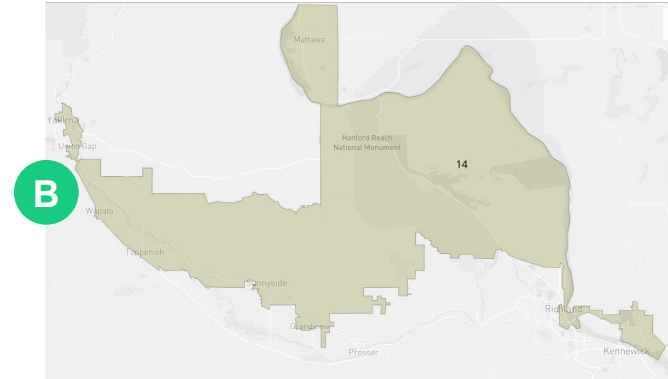 Mattawa
Yakima
Union Gap
Hanford Reach
National Monument
14
B
Wapato
Toppenish
Sunnyside
Richland
Grandview
Prosser
Kennewick